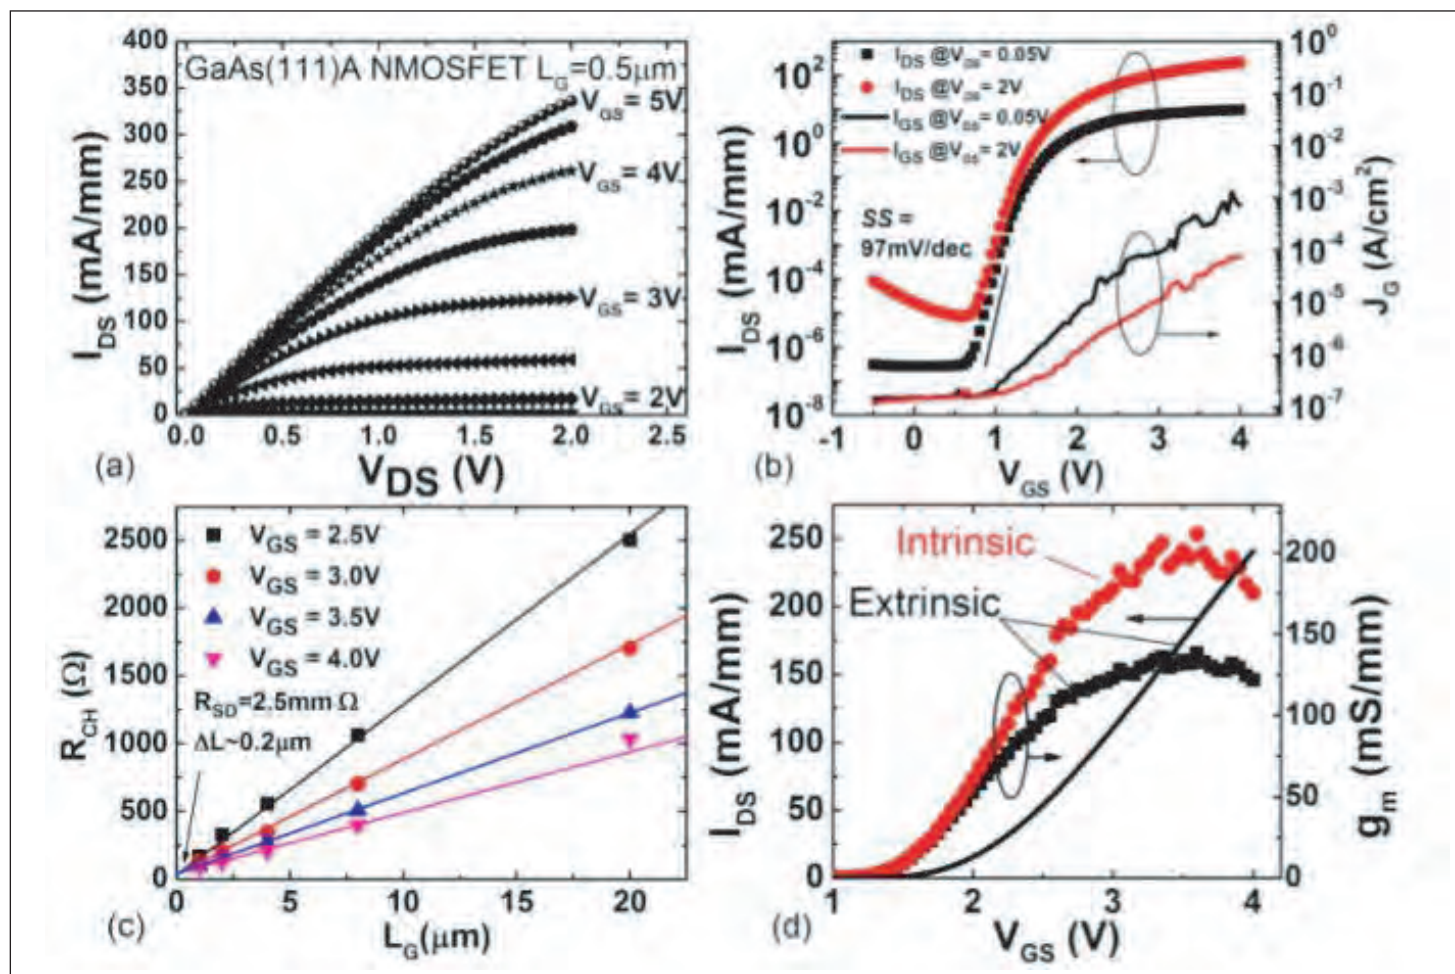 400
350
300
250
200
150
100
50
0
I_DS (mA/mm)
GaAs(111)A NMOSFET L_G=0.5μm
V_GS = 5V
V_GS = 4V
V_GS = 3V
V_GS = 2V
0.0 0.5 1.0 1.5 2.0 2.5
(a)
V_DS (V)
10^2
10^0
10^-2
10^-4
10^-6
10^-8
I_DS (mA/mm)
I_DS @V_DS = 0.05V
I_DS @V_DS = 2V
I_GS @V_DS = 0.05V
I_GS @V_DS = 2V
SS =
97mV/dec
10^0
10^-1
10^-2
10^-3
10^-4
10^-5
10^-6
10^-7
J_G (A/cm^2)
-1 0 1 2 3 4
(b)
V_GS (V)
2500
2000
1500
1000
500
0
R_CH (Ω)
V_GS = 2.5V
V_GS = 3.0V
V_GS = 3.5V
V_GS = 4.0V
R_SD=2.5mm Ω
ΔL~0.2μm
0 5 10 15 20
(c)
L_G(μm)
250
200
150
100
50
0
I_DS (mA/mm)
Intrinsic
Extrinsic
200
150
100
50
0
g_m (mS/mm)
1 2 3 4
(d)
V_GS (V)